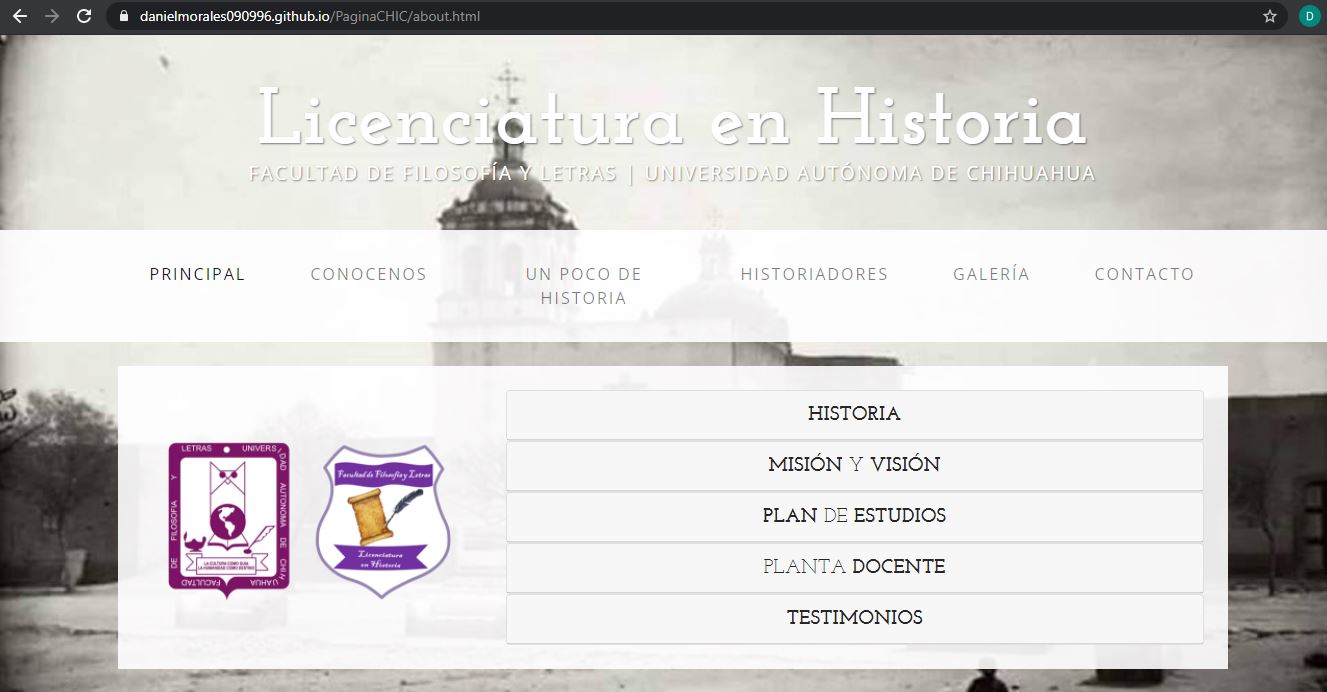 danielmorales090996.github.io/PaginaCHIC/about.html
D
Licenciatura en Historia
FACULTAD DE FILOSOFÍA Y LETRAS | UNIVERSIDAD AUTÓNOMA DE CHIHUAHUA
PRINCIPAL
CONOCENOS
UN POCO DE
HISTORIA
HISTORIADORES
GALERÍA
CONTACTO
FACULTAD DE FILOSOFIA Y LETRAS UNIVERSIDAD AUTONOMA DE CHIHUAHUA
LA CULTURA COMO GUIA
LA HUMANIDAD COMO DESTINO
Facultad de Filosofía y Letras
Licenciatura
en Historia
HISTORIA
MISIÓN Y VISIÓN
PLAN DE ESTUDIOS
PLANTA DOCENTE
TESTIMONIOS